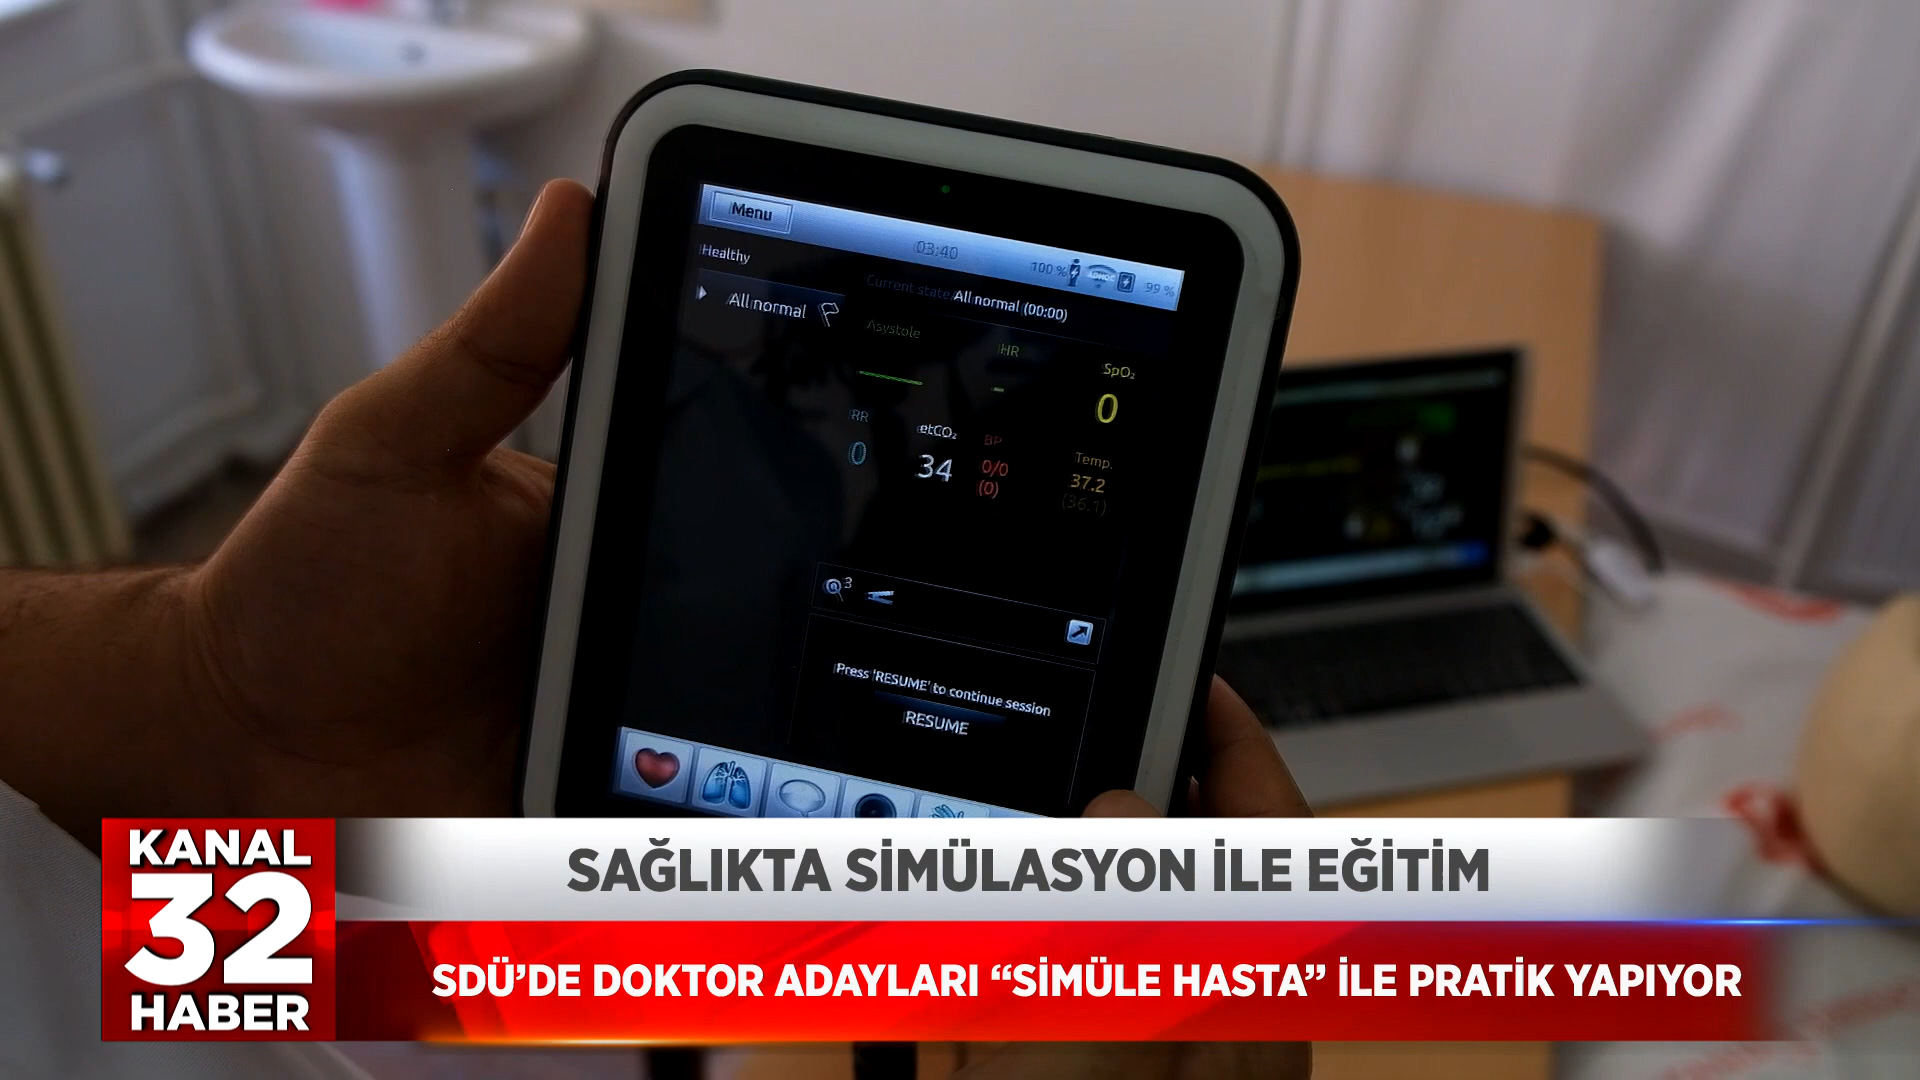 Menu
03:40
100 %
ADHOC
99 %
Healthy
All normal
Current state
All normal (00:00)
Asystole
HR
SpO₂
0
RR
0
etCO₂
34
BP
0/0
(0)
Temp.
37.2
(36.1)
3
Press 'RESUME' to continue session
RESUME
KANAL
32
HABER
SAĞLIKTA SİMÜLASYON İLE EĞİTİM
SDÜ’DE DOKTOR ADAYLARI “SİMÜLE HASTA” İLE PRATİK YAPIYOR